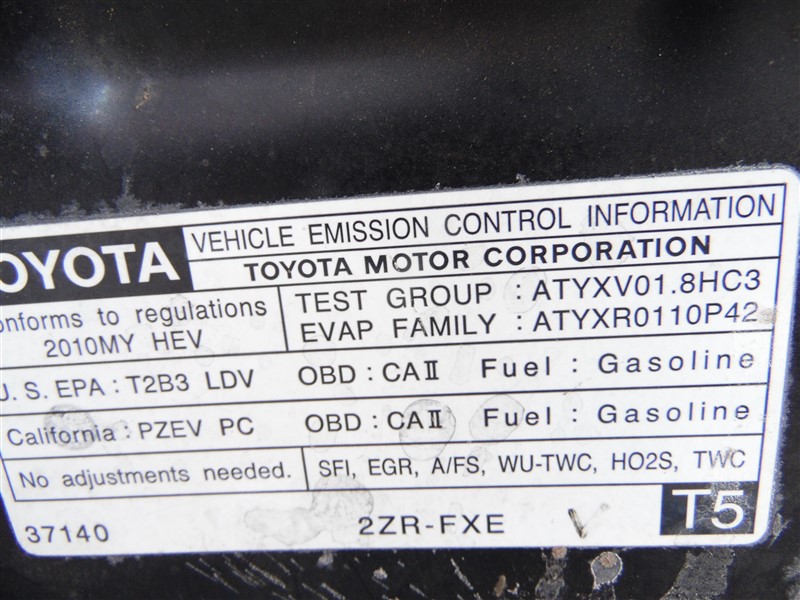 OYOTA
VEHICLE EMISSION CONTROL INFORMATION
TOYOTA MOTOR CORPORATION
onforms to regulations
2010MY HEV
TEST GROUP : ATYXV01.8HC3
EVAP FAMILY : ATYXR0110P42
J. S. EPA : T2B3 LDV OBD : CAⅡ Fuel : Gasoline
California : PZEV PC OBD : CAⅡ Fuel : Gasoline
No adjustments needed. SFI, EGR, A/FS, WU-TWC, HO2S, TWC
37140 2ZR-FXE T5